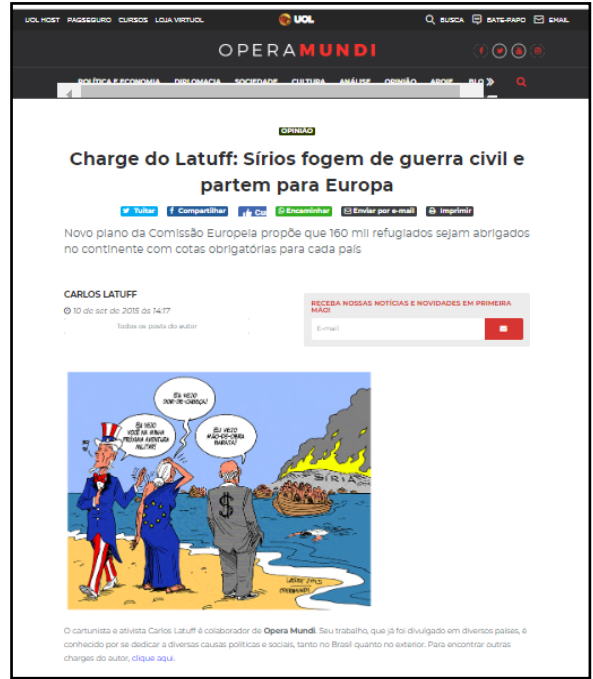 UOL HOST PAGSEGURO CURSOS LOJA VIRTUOL UOL BUSCA BATE-PAPO EMAIL
OPERAMUNDI
POLÍTICA E ECONOMIA DIPLOMACIA SOCIEDADE CULTURA ANÁLISE OPINIÃO APOIE BLO
OPINIÃO
Charge do Latuff: Sírios fogem de guerra civil e
partem para Europa
Tuitar Compartilhar Cu Encaminhar Enviar por e-mail Imprimir
Novo plano da Comissão Europeia propõe que 160 mil refugiados sejam abrigados
no continente com cotas obrigatórias para cada país
CARLOS LATUFF
10 de set de 2015 às 14:17
Todos os posts do autor
RECEBA NOSSAS NOTÍCIAS E NOVIDADES EM PRIMEIRA
MÃO!
E-mail
EU VEJO
DOR-DE-CABEÇA!
EU VEJO
VOCÊ NA MINHA
PRÓXIMA AVENTURA
MILITAR!
EU VEJO
MÃO-DE-OBRA
BARATA!
SÍRIA
$
LATUFF 2015
OPERAMUNDI
O cartunista e ativista Carlos Latuff é colaborador de Opera Mundi. Seu trabalho, que já foi divulgado em diversos países, é
conhecido por se dedicar a diversas causas políticas e sociais, tanto no Brasil quanto no exterior. Para encontrar outras
charges do autor, clique aqui.